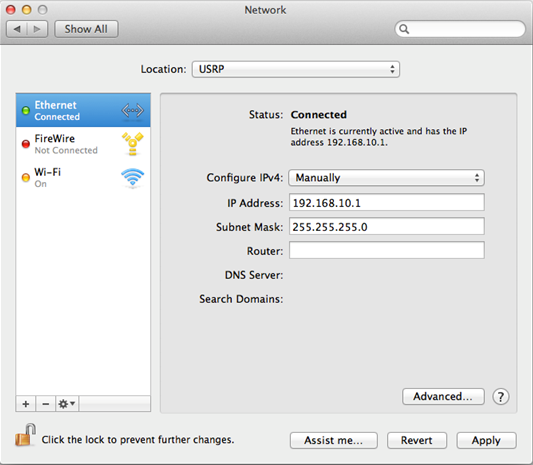 Network
Show All
Location: USRP
Ethernet
Connected
FireWire
Not Connected
Wi-Fi
On
Status: Connected
Ethernet is currently active and has the IP
address 192.168.10.1.
Configure IPv4: Manually
IP Address: 192.168.10.1
Subnet Mask: 255.255.255.0
Router:
DNS Server:
Search Domains:
Advanced... ?
+ −
Click the lock to prevent further changes.
Assist me... Revert Apply